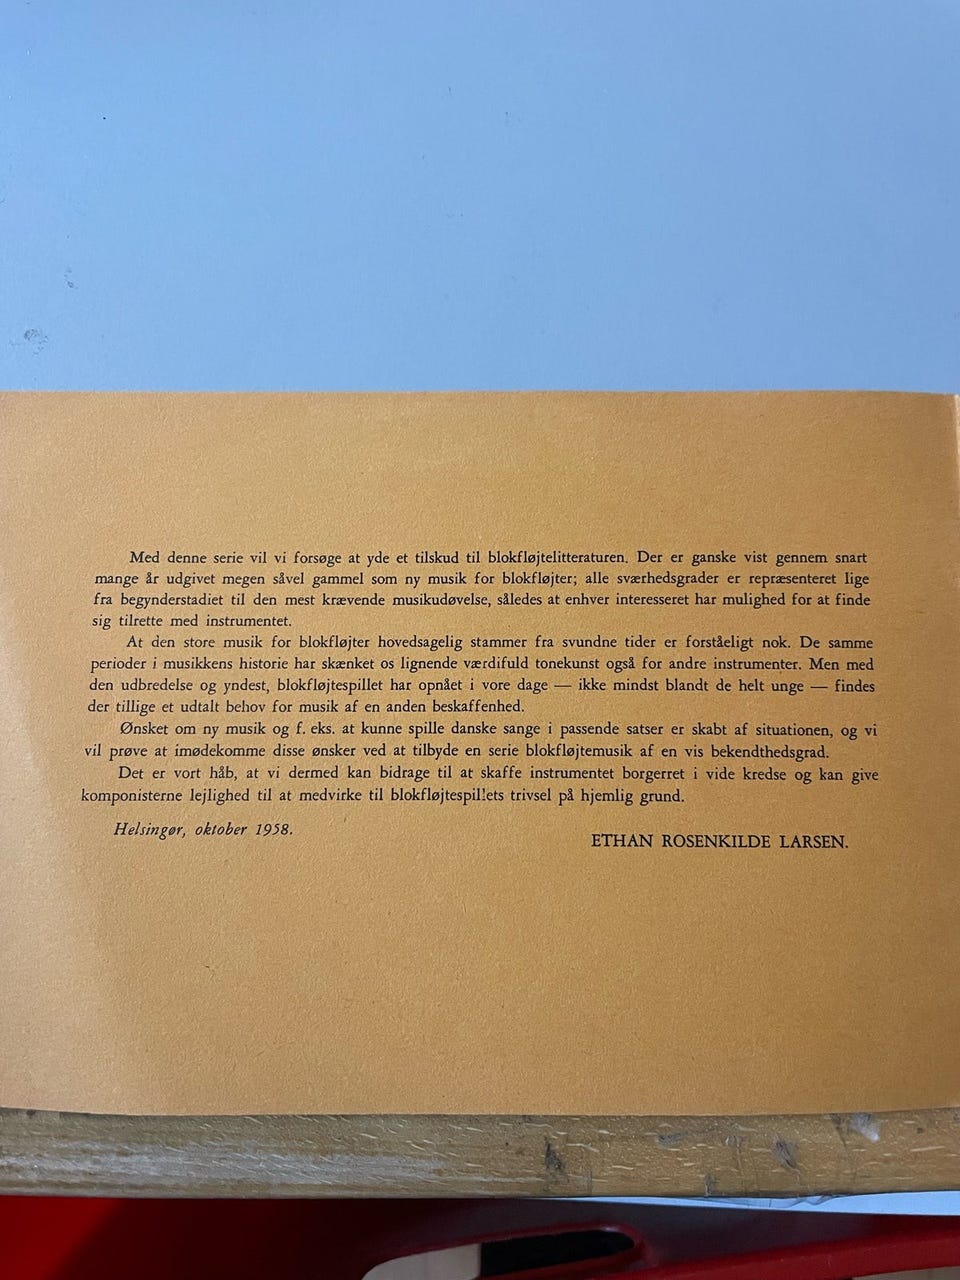 Med denne serie vil vi forsøge at yde et tilskud til blokfløjtelitteraturen. Der er ganske vist gennem snart
mange år udgivet megen såvel gammel som ny musik for blokfløjter; alle sværhedsgrader er repræsenteret lige
fra begynderstadiet til den mest krævende musikudøvelse, således at enhver interesseret har mulighed for at finde
sig tilrette med instrumentet.
At den store musik for blokfløjter hovedsagelig stammer fra svundne tider er forståeligt nok. De samme
perioder i musikkens historie har skænket os lignende værdifuld tonekunst også for andre instrumenter. Men med
den udbredelse og yndest, blokfløjtespillet har opnået i vore dage — ikke mindst blandt de helt unge — findes
der tillige et udtalt behov for musik af en anden beskaffenhed.
Ønsket om ny musik og f. eks. at kunne spille danske sange i passende satser er skabt af situationen, og vi
vil prøve at imødekomme disse ønsker ved at tilbyde en serie blokfløjtemusik af en vis bekendthedsgrad.
Det er vort håb, at vi dermed kan bidrage til at skaffe instrumentet borgerret i vide kredse og kan give
komponisterne lejlighed til at medvirke til blokfløjtespillets trivsel på hjemlig grund.
Helsingør, oktober 1958.
ETHAN ROSENKILDE LARSEN.